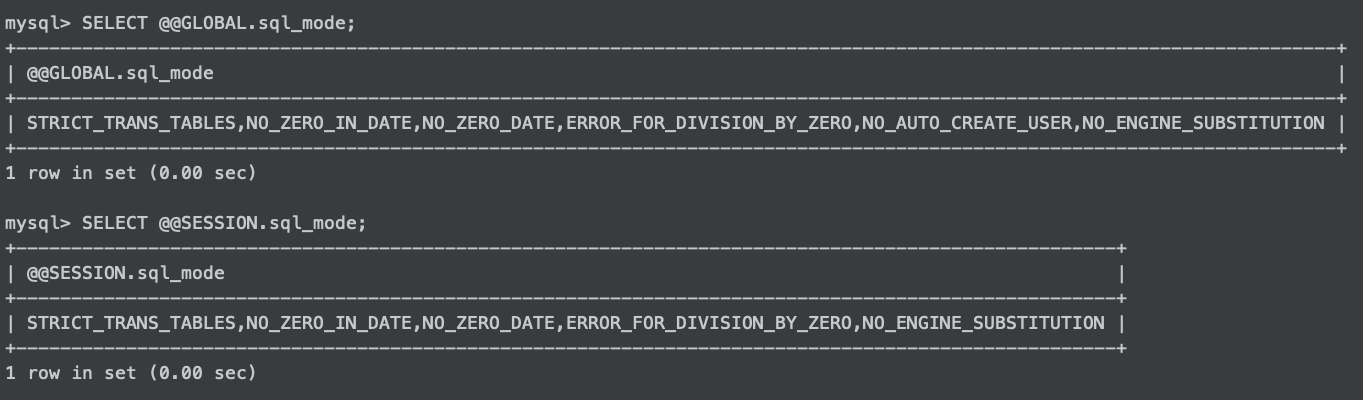 mysql> SELECT @@GLOBAL.sql_mode;
+------------------------------------------------------------------------------------------------------------------------+
| @@GLOBAL.sql_mode                                                                                                      |
+------------------------------------------------------------------------------------------------------------------------+
| STRICT_TRANS_TABLES,NO_ZERO_IN_DATE,NO_ZERO_DATE,ERROR_FOR_DIVISION_BY_ZERO,NO_AUTO_CREATE_USER,NO_ENGINE_SUBSTITUTION |
+------------------------------------------------------------------------------------------------------------------------+
1 row in set (0.00 sec)
mysql> SELECT @@SESSION.sql_mode;
+----------------------------------------------------------------------------------------------------+
| @@SESSION.sql_mode                                                                                 |
+----------------------------------------------------------------------------------------------------+
| STRICT_TRANS_TABLES,NO_ZERO_IN_DATE,NO_ZERO_DATE,ERROR_FOR_DIVISION_BY_ZERO,NO_ENGINE_SUBSTITUTION |
+----------------------------------------------------------------------------------------------------+
1 row in set (0.00 sec)